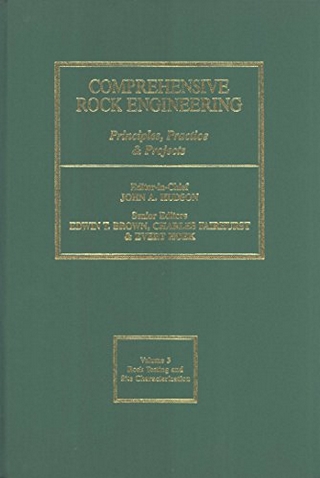 COMPREHENSIVE
ROCK ENGINEERING
Principles, Practice
& Projects
Editor-in-Chief
JOHN A. HUDSON
Senior Editors
EDWIN T. BROWN, CHARLES FAIRHURST
& EVERT HOEK
Volume 3
Rock Testing and
Site Characterization